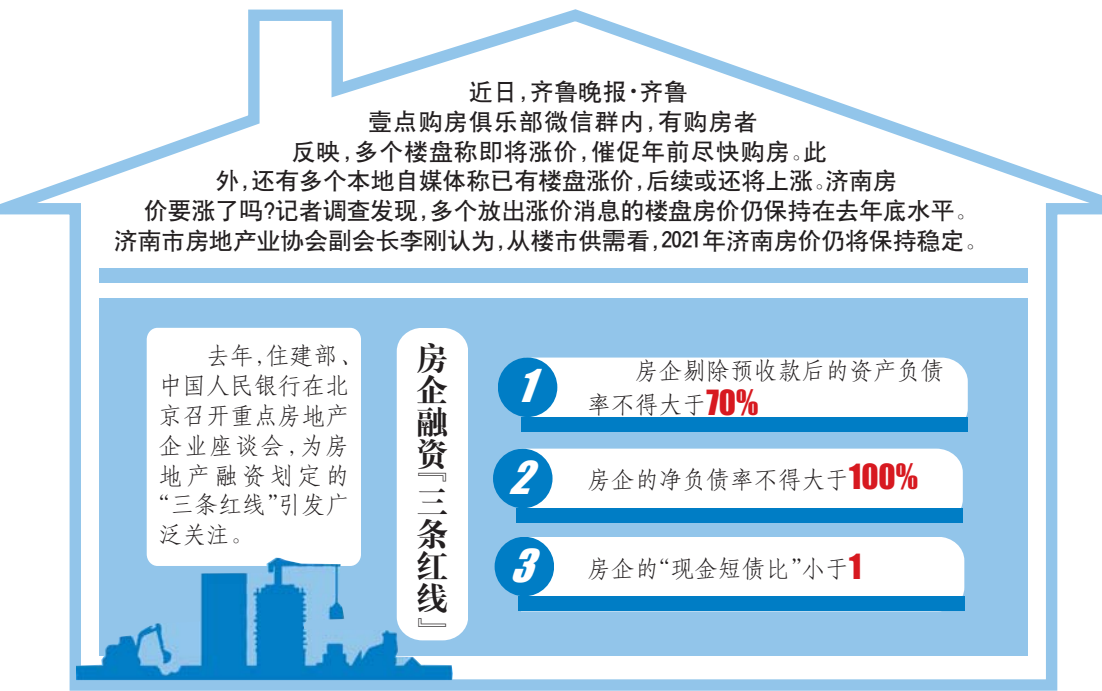 近日,齐鲁晚报·齐鲁
壹点购房俱乐部微信群内,有购房者
反映,多个楼盘称即将涨价,催促年前尽快购房。此
外,还有多个本地自媒体称已有楼盘涨价,后续或还将上涨。济南房
价要涨了吗?记者调查发现,多个放出涨价消息的楼盘房价仍保持在去年底水平。
济南市房地产业协会副会长李刚认为,从楼市供需看,2021年济南房价仍将保持稳定。
去年,住建部、
中国人民银行在北
京召开重点房地产
企业座谈会,为房
地产融资划定的
“三条红线”引发广
泛关注。
房企融资『三条红线』
1
房企剔除预收款后的资产负债
率不得大于70%
2
房企的净负债率不得大于100%
3
房企的“现金短债比”小于1